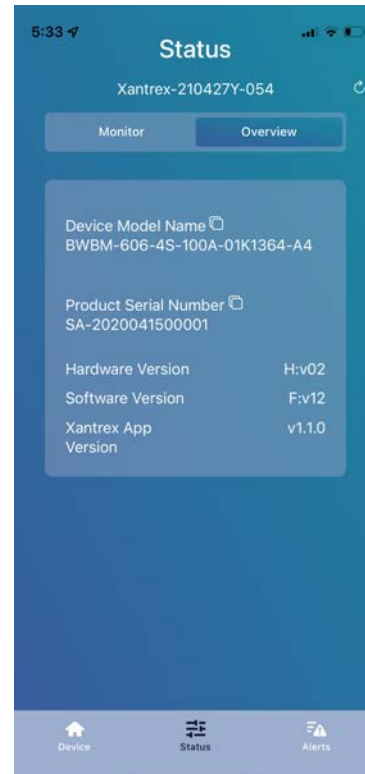 5:33
Status
Xantrex-210427Y-054
Monitor
Overview
Device Model Name
BWBM-606-4S-100A-01K1364-A4
Product Serial Number
SA-2020041500001
Hardware Version H:v02
Software Version F:v12
Xantrex App v1.1.0
Version
Device
Status
Alerts